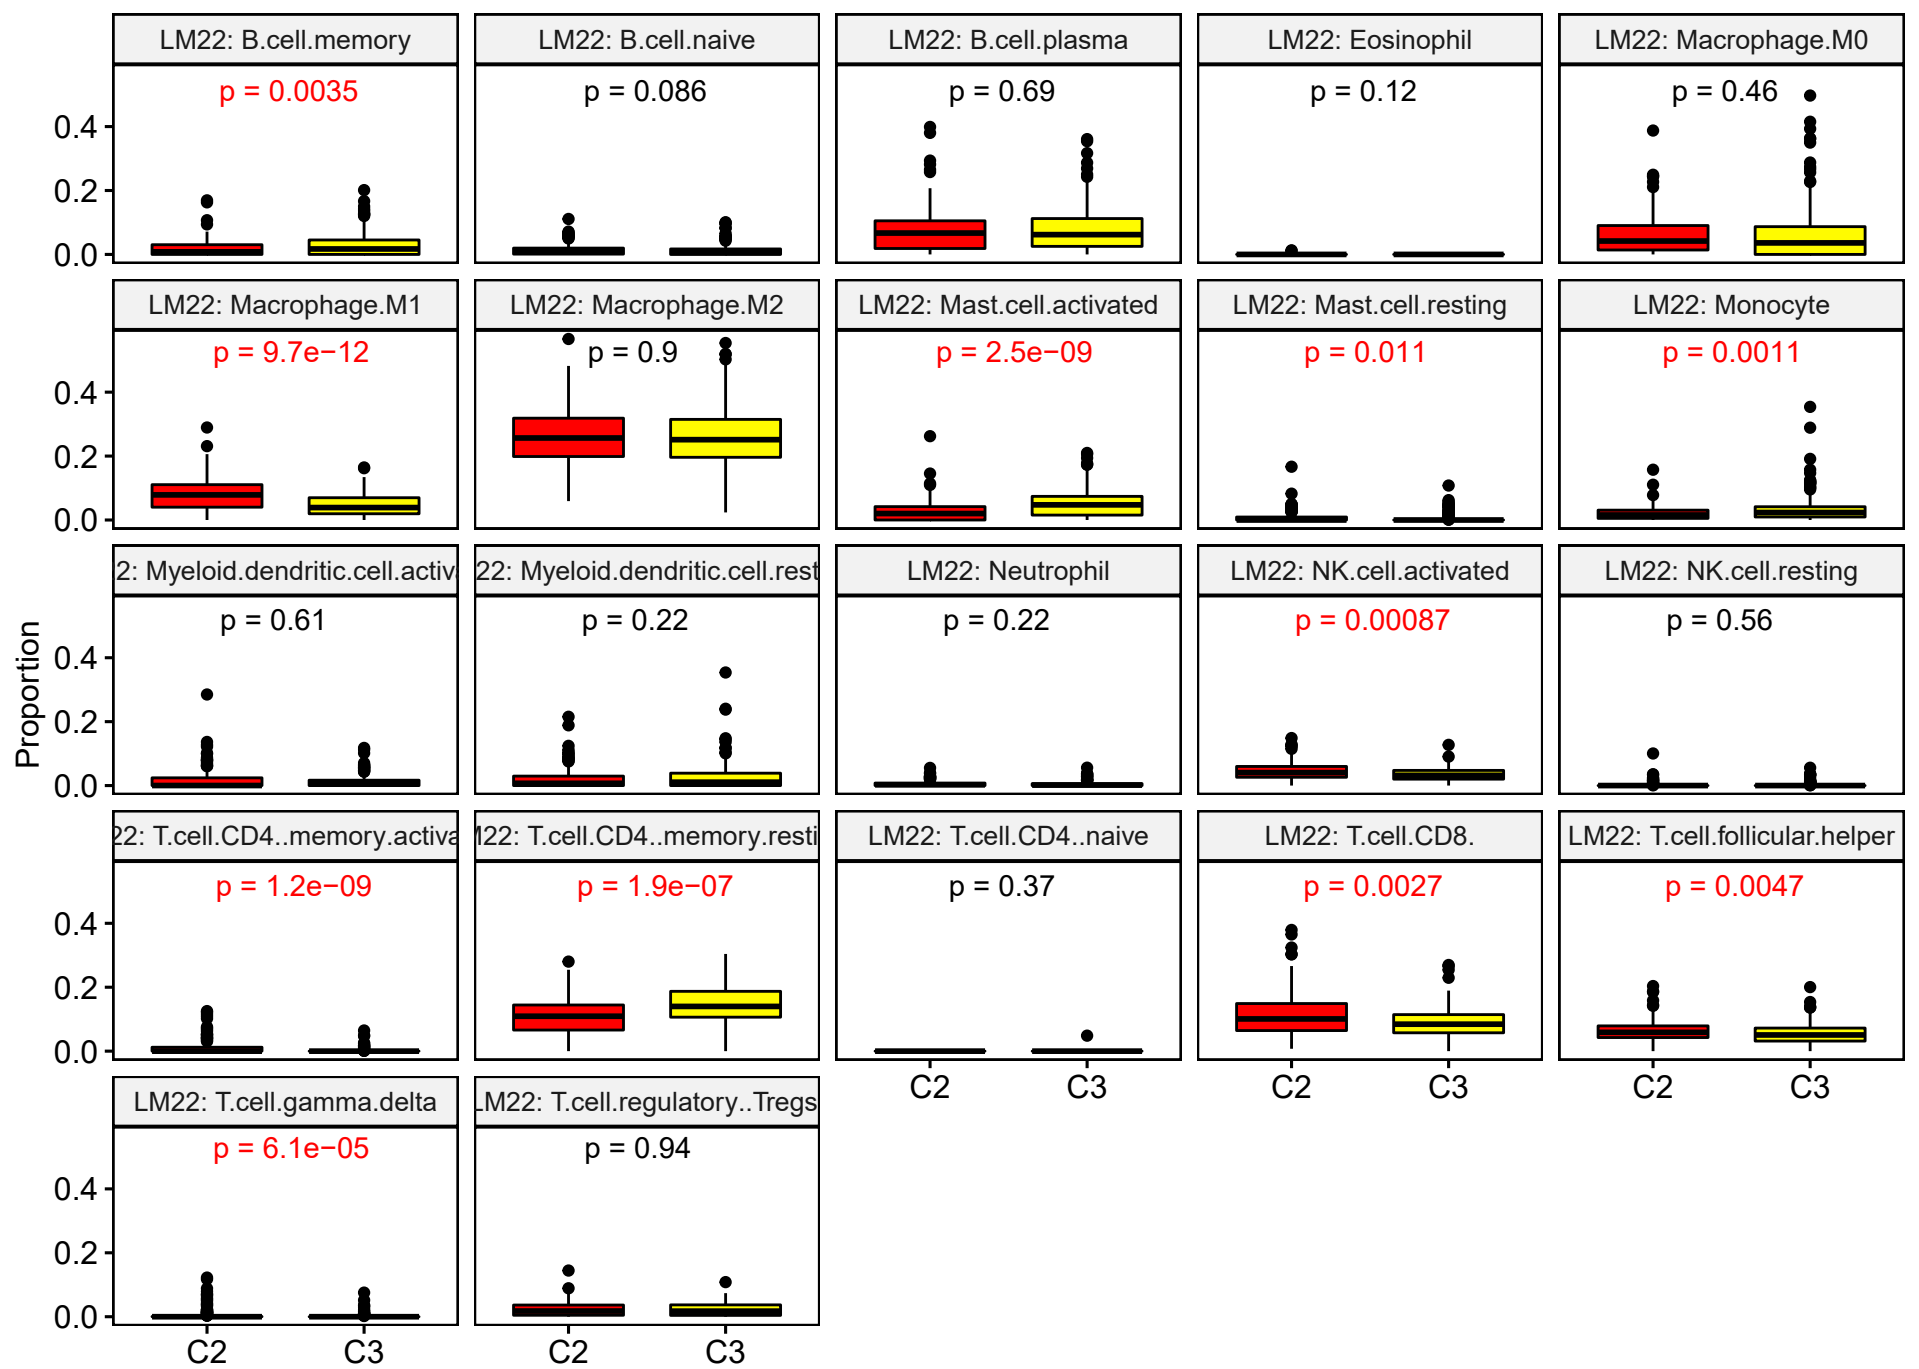 LM22: B.cell.memory
LM22: B.cell.naive
LM22: B.cell.plasma
LM22: Eosinophil
LM22: Macrophage.M0
p = 0.0035
p = 0.086
p = 0.69
p = 0.12
p = 0.46
0.4
0.2
0.0
LM22: Macrophage.M1
LM22: Macrophage.M2
LM22: Mast.cell.activated
LM22: Mast.cell.resting
LM22: Monocyte
p = 9.7e−12
p = 0.9
p = 2.5e−09
p = 0.011
p = 0.0011
0.4
0.2
0.0
2: Myeloid.dendritic.cell.activa
22: Myeloid.dendritic.cell.rest
LM22: Neutrophil
LM22: NK.cell.activated
LM22: NK.cell.resting
p = 0.61
p = 0.22
p = 0.22
p = 0.00087
p = 0.56
0.4
0.2
0.0
Proportion
22: T.cell.CD4..memory.activa
M22: T.cell.CD4..memory.resti
LM22: T.cell.CD4..naive
LM22: T.cell.CD8.
LM22: T.cell.follicular.helper
p = 1.2e−09
p = 1.9e−07
p = 0.37
p = 0.0027
p = 0.0047
0.4
0.2
0.0
C2
C3
C2
C3
C2
C3
LM22: T.cell.gamma.delta
LM22: T.cell.regulatory..Tregs
p = 6.1e−05
p = 0.94
0.4
0.2
0.0
C2
C3
C2
C3